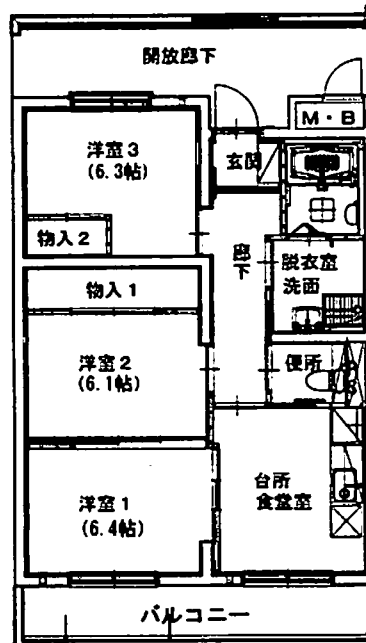 開放廊下
M・B
洋室3
(6.3帖)
玄関
物入2
廊下
脱衣室
洗面
物入1
洋室2
(6.1帖)
便所
台所
食堂室
洋室1
(6.4帖)
バルコニー